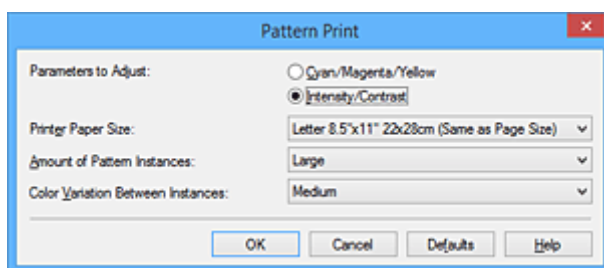 Pattern Print
Parameters to Adjust:
Cyan/Magenta/Yellow
Intensity/Contrast
Printer Paper Size:
Letter 8.5"x11" 22x28cm (Same as Page Size)
Amount of Pattern Instances:
Large
Color Variation Between Instances:
Medium
OK
Cancel
Defaults
Help